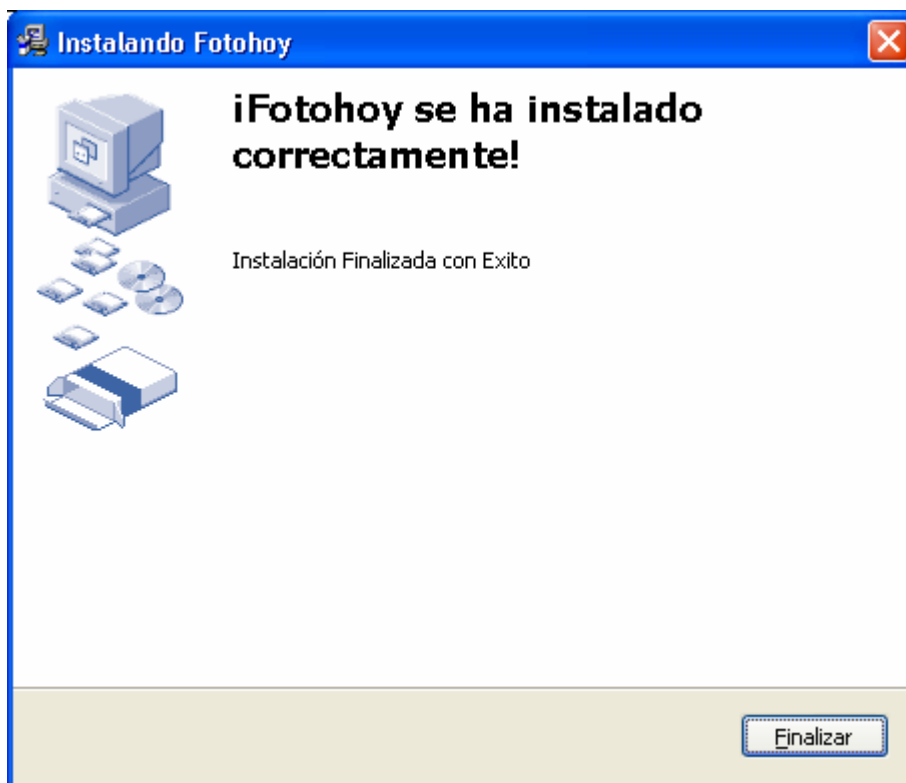 Instalando Fotohoy
¡Fotohoy se ha instalado
correctamente!
Instalación Finalizada con Exito
Finalizar